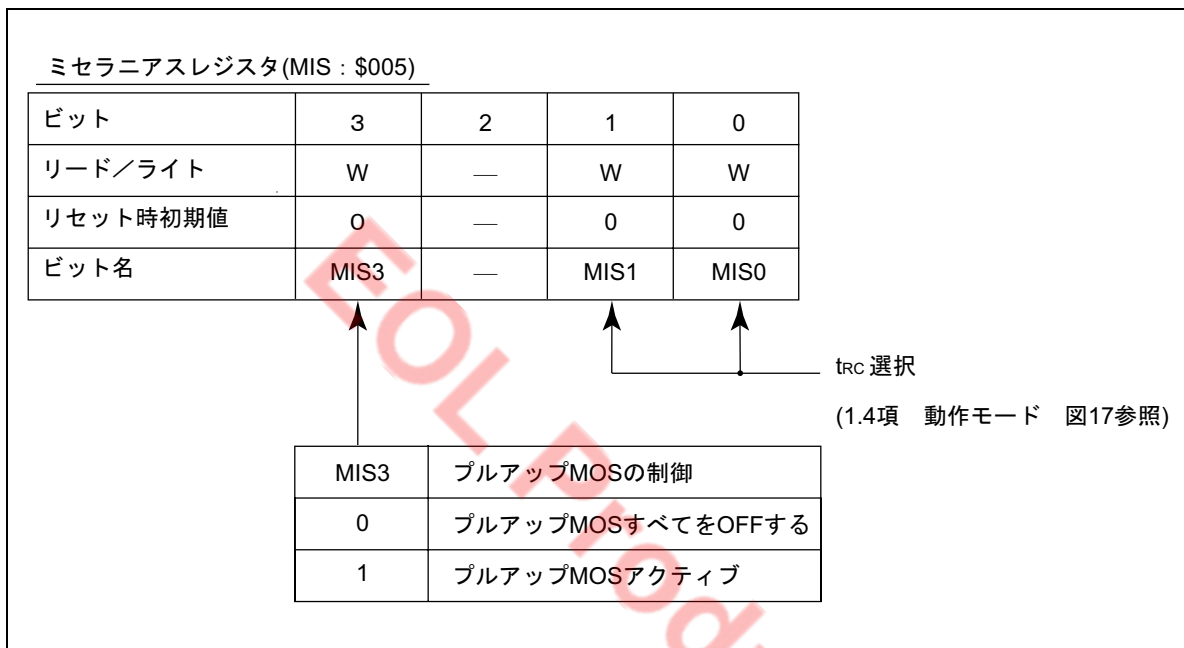 ミセラニアスレジスタ(MIS：$005)
ビット 3 2 1 0
リード／ライト W — W W
リセット時初期値 0 — 0 0
ビット名 MIS3 — MIS1 MIS0
tRC 選択
(1.4項　動作モード　図17参照)
MIS3 プルアップMOSの制御
0 プルアップMOSすべてをOFFする
1 プルアップMOSアクティブ
EOL Prod